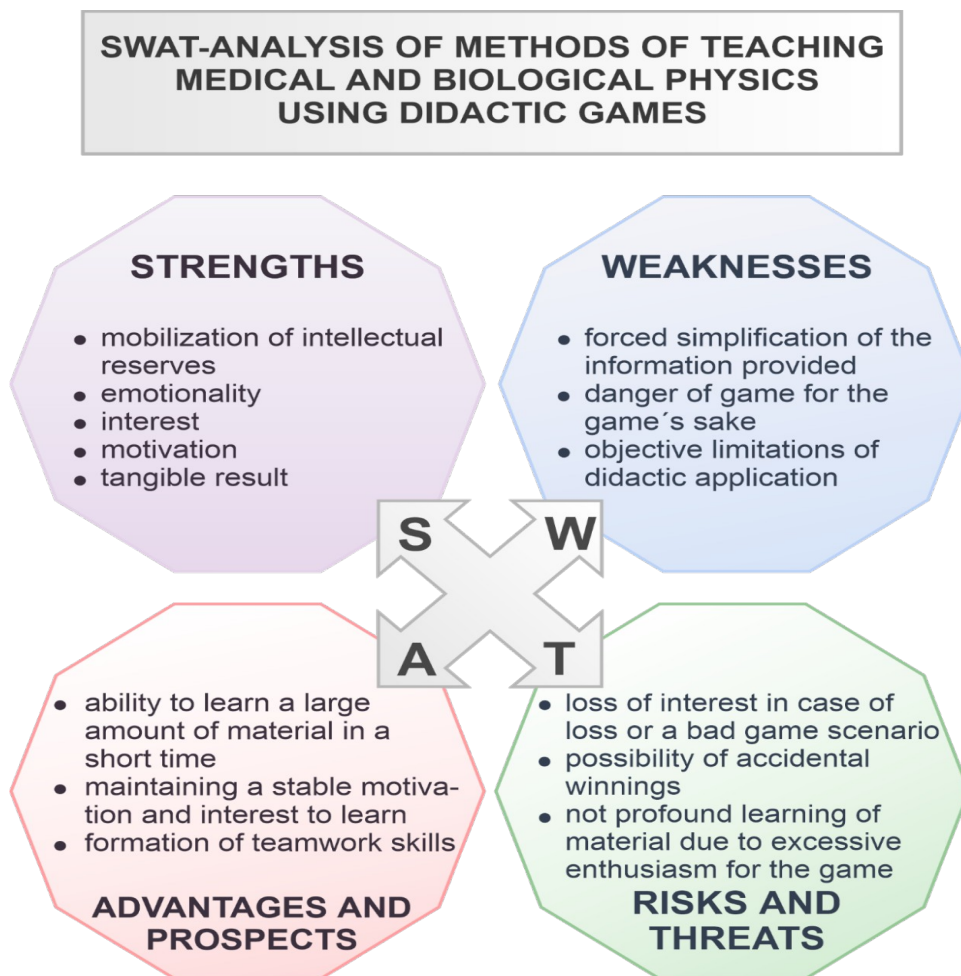 SWAT-ANALYSIS OF METHODS OF TEACHING
MEDICAL AND BIOLOGICAL PHYSICS
USING DIDACTIC GAMES
STRENGTHS
• mobilization of intellectual
reserves
• emotionality
• interest
• motivation
• tangible result
WEAKNESSES
• forced simplification of the
information provided
• danger of game for the
game´s sake
• objective limitations of
didactic application
S
W
A
T
• ability to learn a large
amount of material in a
short time
• maintaining a stable motiva-
tion and interest to learn
• formation of teamwork skills
ADVANTAGES AND
PROSPECTS
• loss of interest in case of
loss or a bad game scenario
• possibility of accidental
winnings
• not profound learning of
material due to excessive
enthusiasm for the game
RISKS AND
THREATS